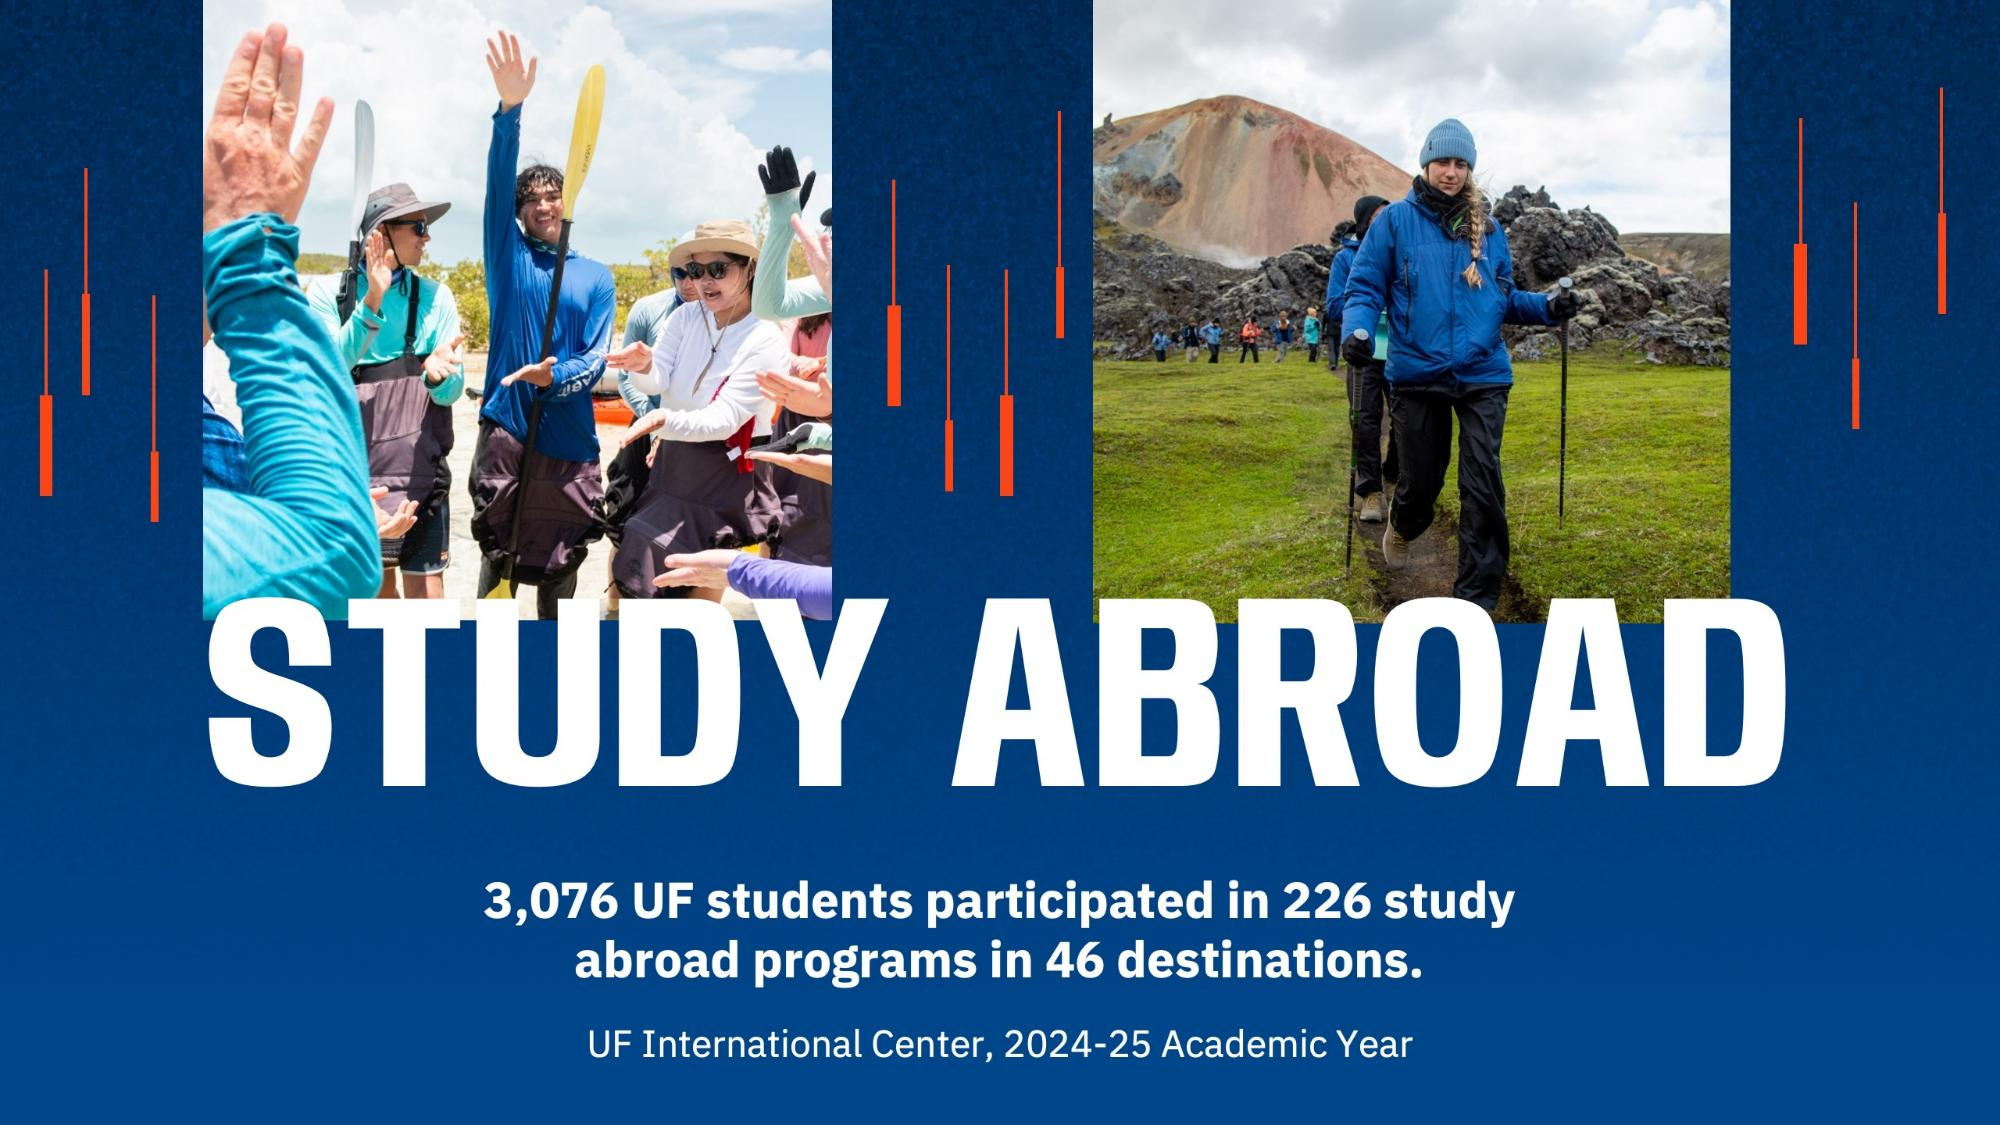 STUDY ABROAD
3,076 UF students participated in 226 study
abroad programs in 46 destinations.
UF International Center, 2024-25 Academic Year